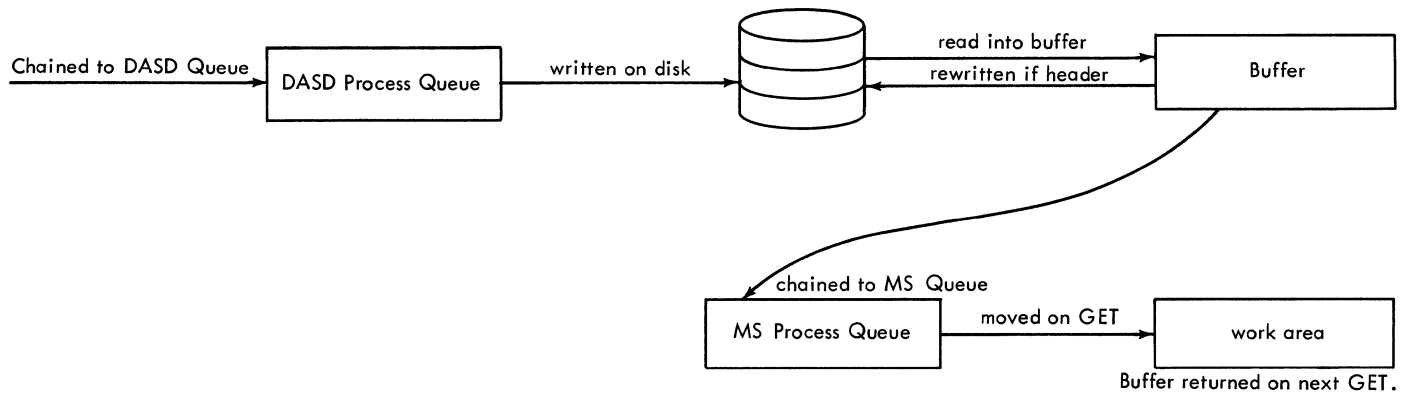 Chained to DASD Queue
DASD Process Queue
written on disk
read into buffer
rewritten if header
Buffer
chained to MS Queue
MS Process Queue
moved on GET
work area
Buffer returned on next GET.